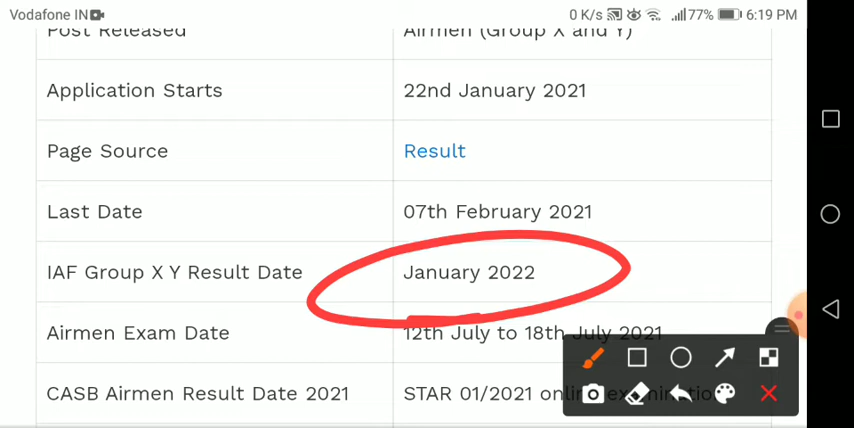 Vodafone IN 0 K/s 77% 6:19 PM
Post Released Airmen (Group X and Y)
Application Starts 22nd January 2021
Page Source Result
Last Date 07th February 2021
IAF Group X Y Result Date January 2022
Airmen Exam Date 12th July to 18th July 2021
CASB Airmen Result Date 2021 STAR 01/2021 online examination